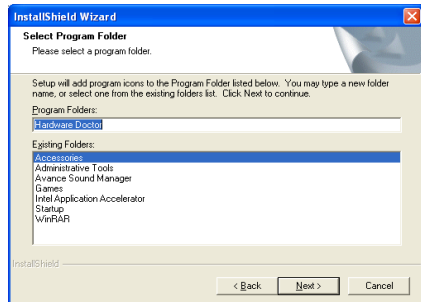 InstallShield Wizard
Select Program Folder
Please select a program folder.
Setup will add program icons to the Program Folder listed below. You may type a new folder
name, or select one from the existing folders list. Click Next to continue.
Program Folders:
Hardware Doctor
Existing Folders:
Accessories
Administrative Tools
Avance Sound Manager
Games
Intel Application Accelerator
Startup
WinRAR
InstallShield
< Back Next > Cancel